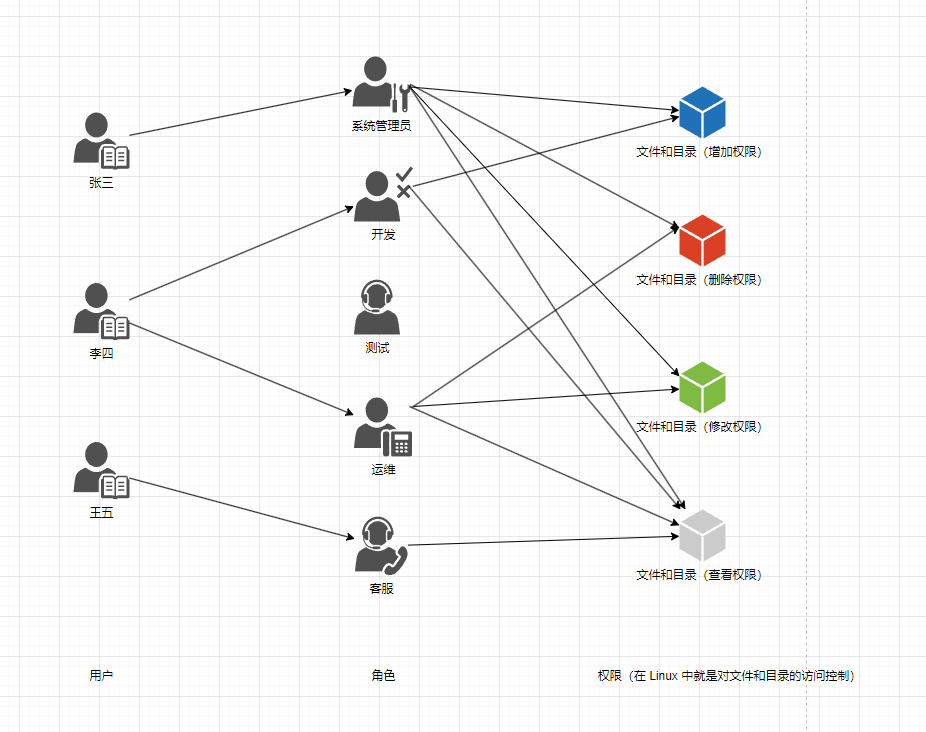 系统管理员
文件和目录（增加权限）
张三
开发
文件和目录（删除权限）
李四
测试
文件和目录（修改权限）
运维
王五
文件和目录（查看权限）
客服
用户
角色
权限（在 Linux 中就是对文件和目录的访问控制）